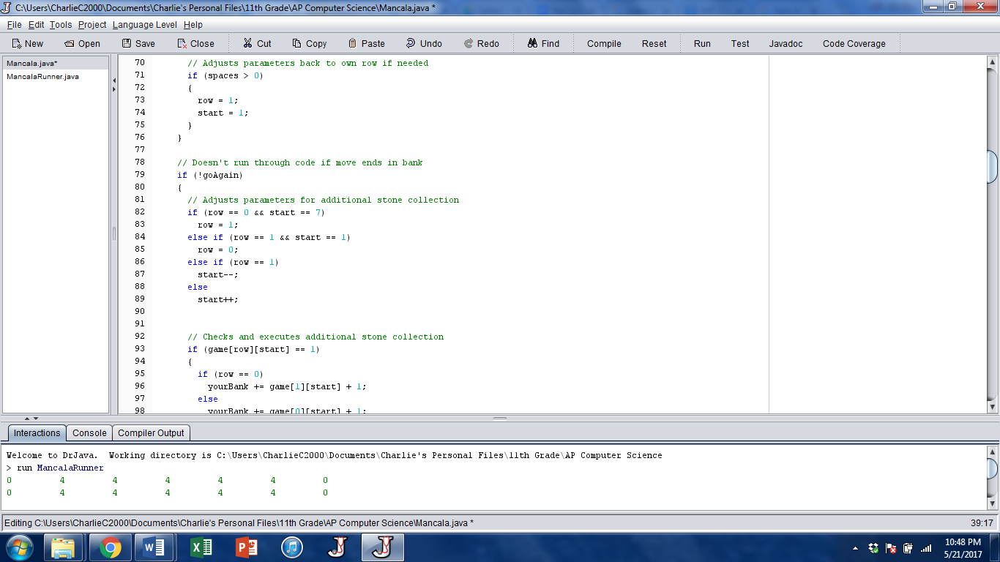 C:\Users\CharlieC2000\Documents\Charlie's Personal Files\11th Grade\AP Computer Science\Mancala.java *
File Edit Tools Project Language Level Help
New Open Save Close Cut Copy Paste Undo Redo Find Compile Reset Run Test Javadoc Code Coverage
Mancala.java*
MancalaRunner.java
70 // Adjusts parameters back to own row if needed
71 if (spaces > 0)
72 {
73 row = 1;
74 start = 1;
75 }
76 }
77
78 // Doesn't run through code if move ends in bank
79 if (!goAgain)
80 {
81 // Adjusts parameters for additional stone collection
82 if (row == 0 && start == 7)
83 row = 1;
84 else if (row == 1 && start == 1)
85 row = 0;
86 else if (row == 1)
87 start--;
88 else
89 start++;
90
91
92 // Checks and executes additional stone collection
93 if (game[row][start] == 1)
94 {
95 if (row == 0)
96 yourBank += game[1][start] + 1;
97 else
98 yourBank += game[0][start] + 1;
Interactions Console Compiler Output
Welcome to DrJava. Working directory is C:\Users\CharlieC2000\Documents\Charlie's Personal Files\11th Grade\AP Computer Science
> run MancalaRunner
0 4 4 4 4 4 0
0 4 4 4 4 4 0
Editing C:\Users\CharlieC2000\Documents\Charlie's Personal Files\11th Grade\AP Computer Science\Mancala.java * 39:17
10:48 PM
5/21/2017